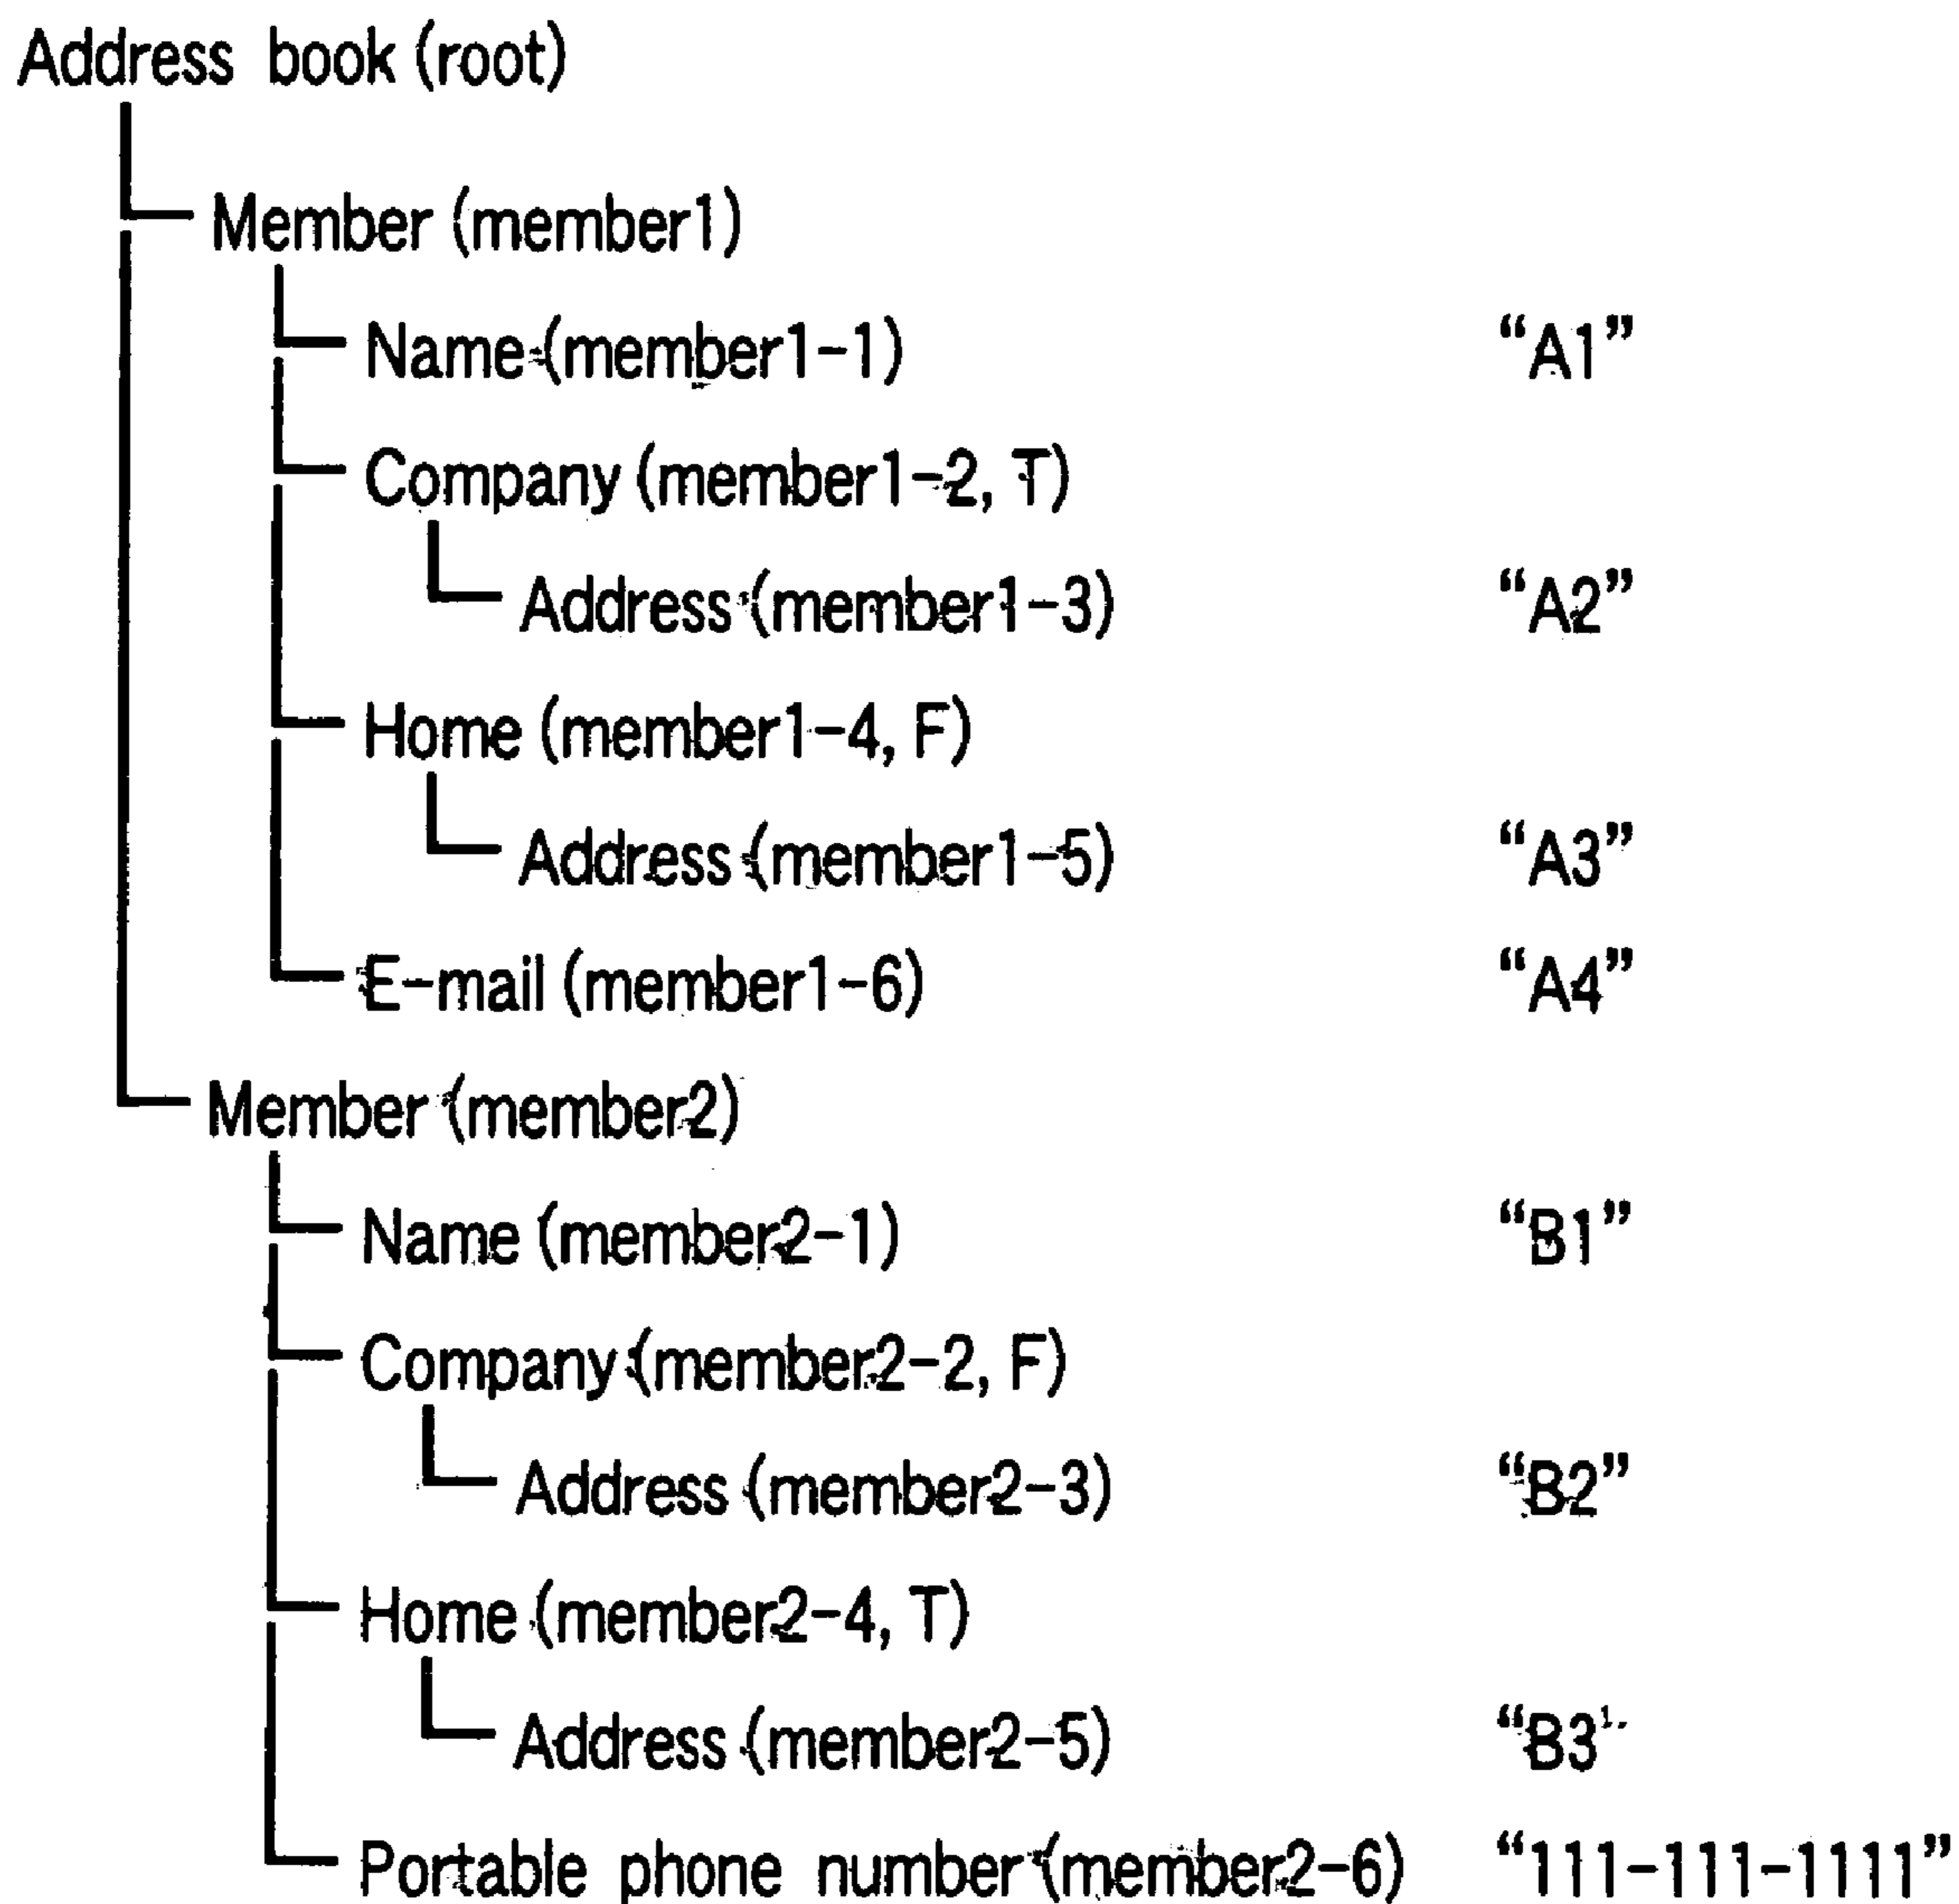 Address book (root)
Member (member1)
Name (member1-1) “A1”
Company (member1-2, T)
Address (member1-3) “A2”
Home (member1-4, F)
Address (member1-5) “A3”
E-mail (member1-6) “A4”
Member (member2)
Name (member2-1) “B1”
Company (member2-2, F)
Address (member2-3) “B2”
Home (member2-4, T)
Address (member2-5) “B3”
Portable phone number (member2-6) “111-111-1111”